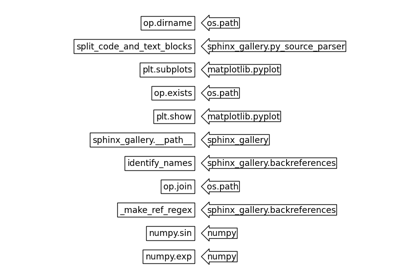 op.dirname os.path
split_code_and_text_blocks sphinx_gallery.py_source_parser
plt.subplots matplotlib.pyplot
op.exists os.path
plt.show matplotlib.pyplot
sphinx_gallery.__path__ sphinx_gallery
identify_names sphinx_gallery.backreferences
op.join os.path
_make_ref_regex sphinx_gallery.backreferences
numpy.sin numpy
numpy.exp numpy